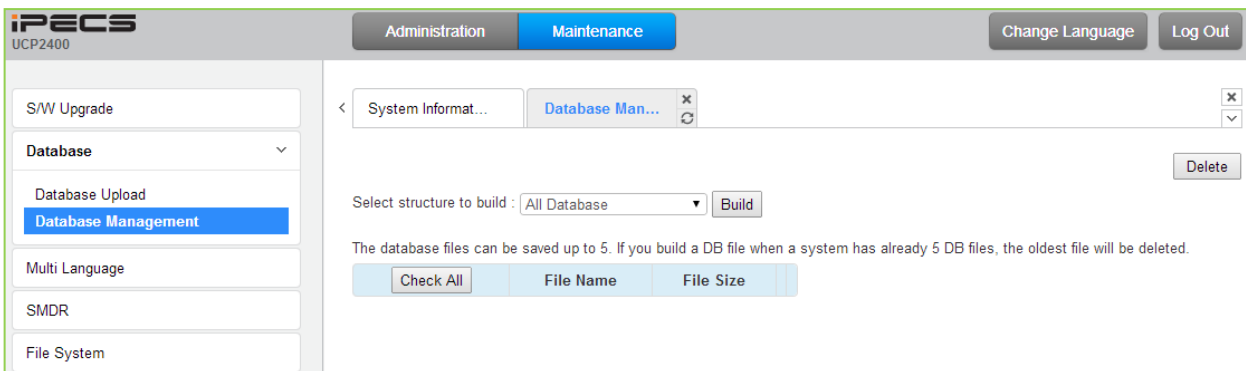 iPECS
UCP2400
Administration
Maintenance
Change Language
Log Out
S/W Upgrade
Database
Database Upload
Database Management
Multi Language
SMDR
File System
System Informat...
Database Man...
Delete
Select structure to build : All Database Build
The database files can be saved up to 5. If you build a DB file when a system has already 5 DB files, the oldest file will be deleted.
Check All File Name File Size